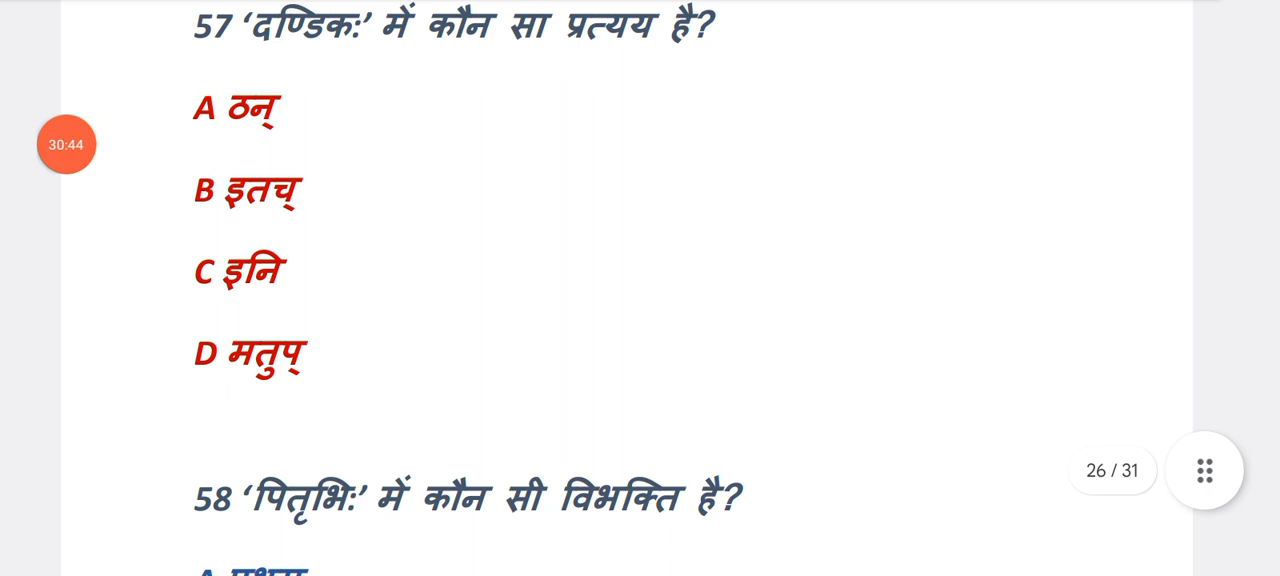 57 ‘दण्डिकः’ में कौन सा प्रत्यय है?
A ठन्
30:44
B इतच्
C इनि
D मतुप्
26 / 31
58 ‘पितृभिः’ में कौन सी विभक्ति है?